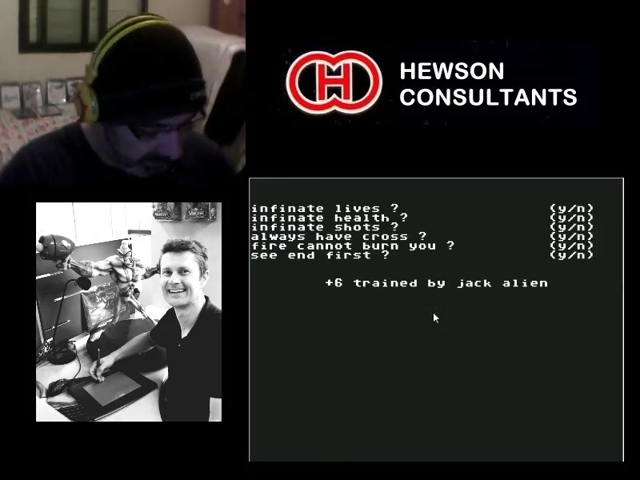 HEWSON
CONSULTANTS
infinate lives ? (y/n)
infinate health ? (y/n)
infinate shots ? (y/n)
always have cross ? (y/n)
fire cannot burn you ? (y/n)
see end first ? (y/n)
+6 trained by jack alien